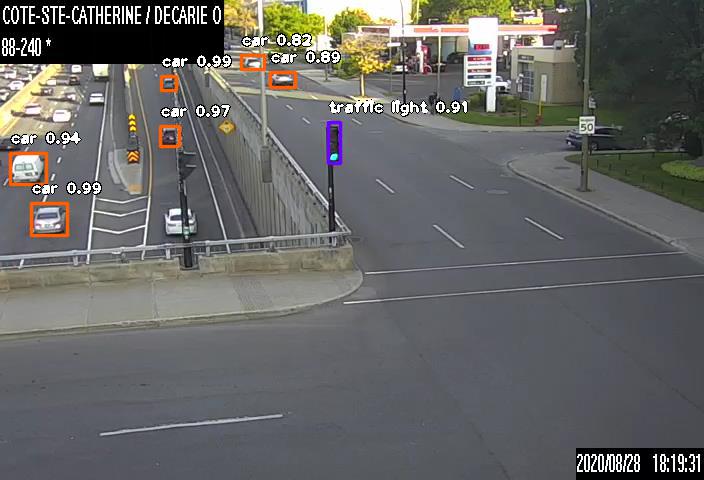 COTE-STE-CATHERINE / DECARIE O
88-240 *
car 0.82
car 0.99
car 0.89
traffic light 0.91
car 0.97
car 0.94
car 0.99
MAXIMUM
50
2020/08/28 18:19:31